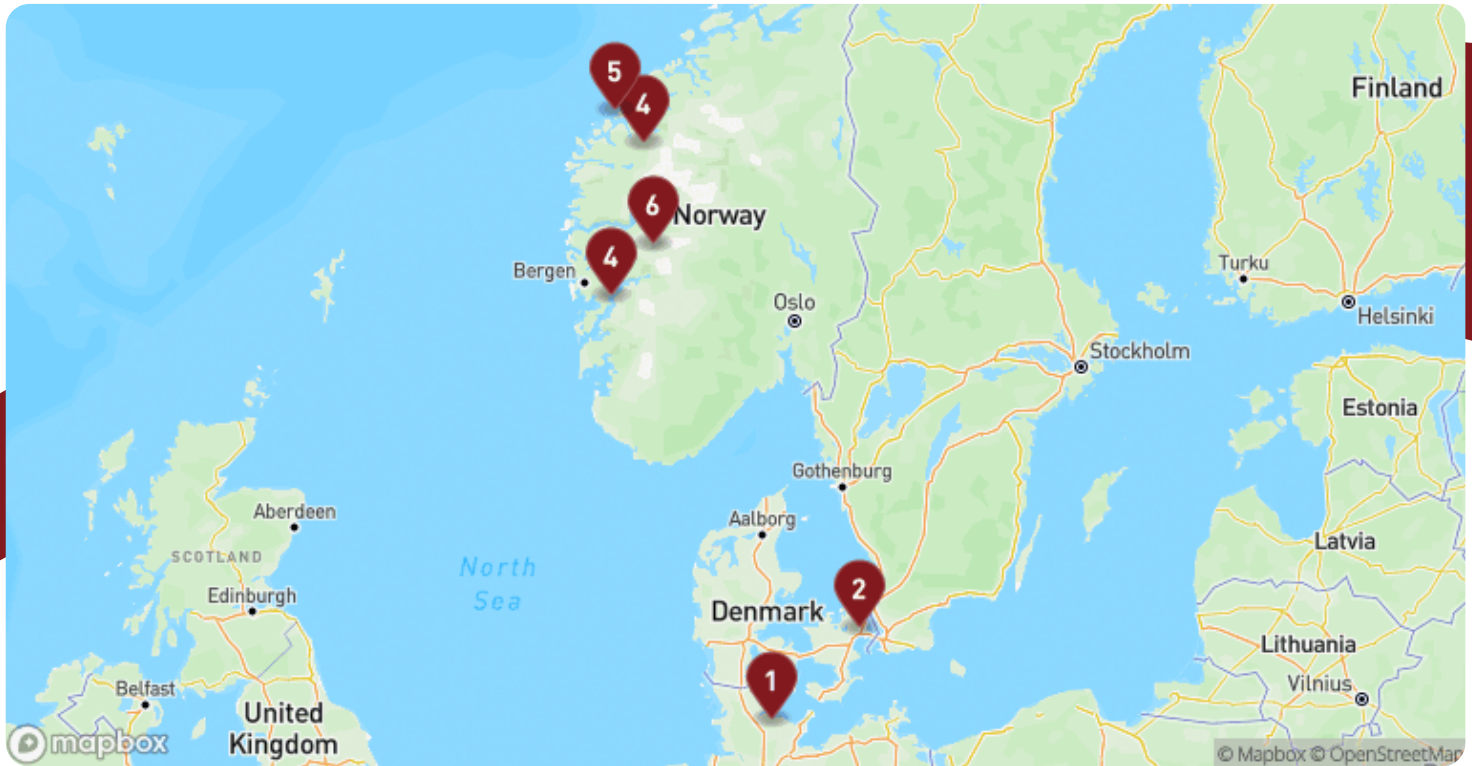 5
4
Finland
6
Norway
4
Bergen
Turku
Oslo
Helsinki
Stockholm
Estonia
Gothenburg
Aberdeen
Aalborg
SCOTLAND
Latvia
North
Sea
2
Edinburgh
Denmark
Lithuania
1
Belfast
Vilnius
United
Kingdom
mapbox
© Mapbox © OpenStreetMap